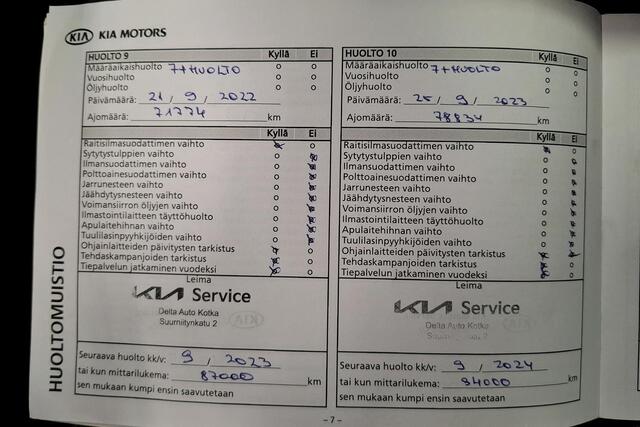 KIA KIA MOTORS
HUOLTOMUISTIO
HUOLTO 9 Kyllä Ei
Määräaikaishuolto 7+HUOLTO
Vuosihuolto
Öljyhuolto
Päivämäärä: 21 / 9 / 2022
Ajomäärä: 71774 km
Kyllä Ei
Raitisilmasuodattimen vaihto
Sytytystulppien vaihto
Ilmansuodattimen vaihto
Polttoainesuodattimen vaihto
Jarrunesteen vaihto
Jäähdytysnesteen vaihto
Voimansiirron öljyjen vaihto
Ilmastointilaitteen täyttöhuolto
Apulaitehihnan vaihto
Tuulilasinpyyhkijöiden vaihto
Ohjainlaitteiden päivitysten tarkistus
Tehdaskampanjoiden tarkistus
Tiepalvelun jatkaminen vuodeksi
Leima
KIA Service
Delta Auto Kotka
Suurniitynkatu 2
Seuraava huolto kk/v: 9 / 2023
tai kun mittarilukema: 87000 km
sen mukaan kumpi ensin saavutetaan
HUOLTO 10 Kyllä Ei
Määräaikaishuolto 7+HUOLTO
Vuosihuolto
Öljyhuolto
Päivämäärä: 25 / 9 / 2023
Ajomäärä: 78834 km
Kyllä Ei
Raitisilmasuodattimen vaihto
Sytytystulppien vaihto
Ilmansuodattimen vaihto
Polttoainesuodattimen vaihto
Jarrunesteen vaihto
Jäähdytysnesteen vaihto
Voimansiirron öljyjen vaihto
Ilmastointilaitteen täyttöhuolto
Apulaitehihnan vaihto
Tuulilasinpyyhkijöiden vaihto
Ohjainlaitteiden päivitysten tarkistus
Tehdaskampanjoiden tarkistus
Tiepalvelun jatkaminen vuodeksi
Leima
KIA Service
Delta Auto Kotka
Seuraava huolto kk/v: 9 / 2024
tai kun mittarilukema: 94000 km
sen mukaan kumpi ensin saavutetaan
– 7 –